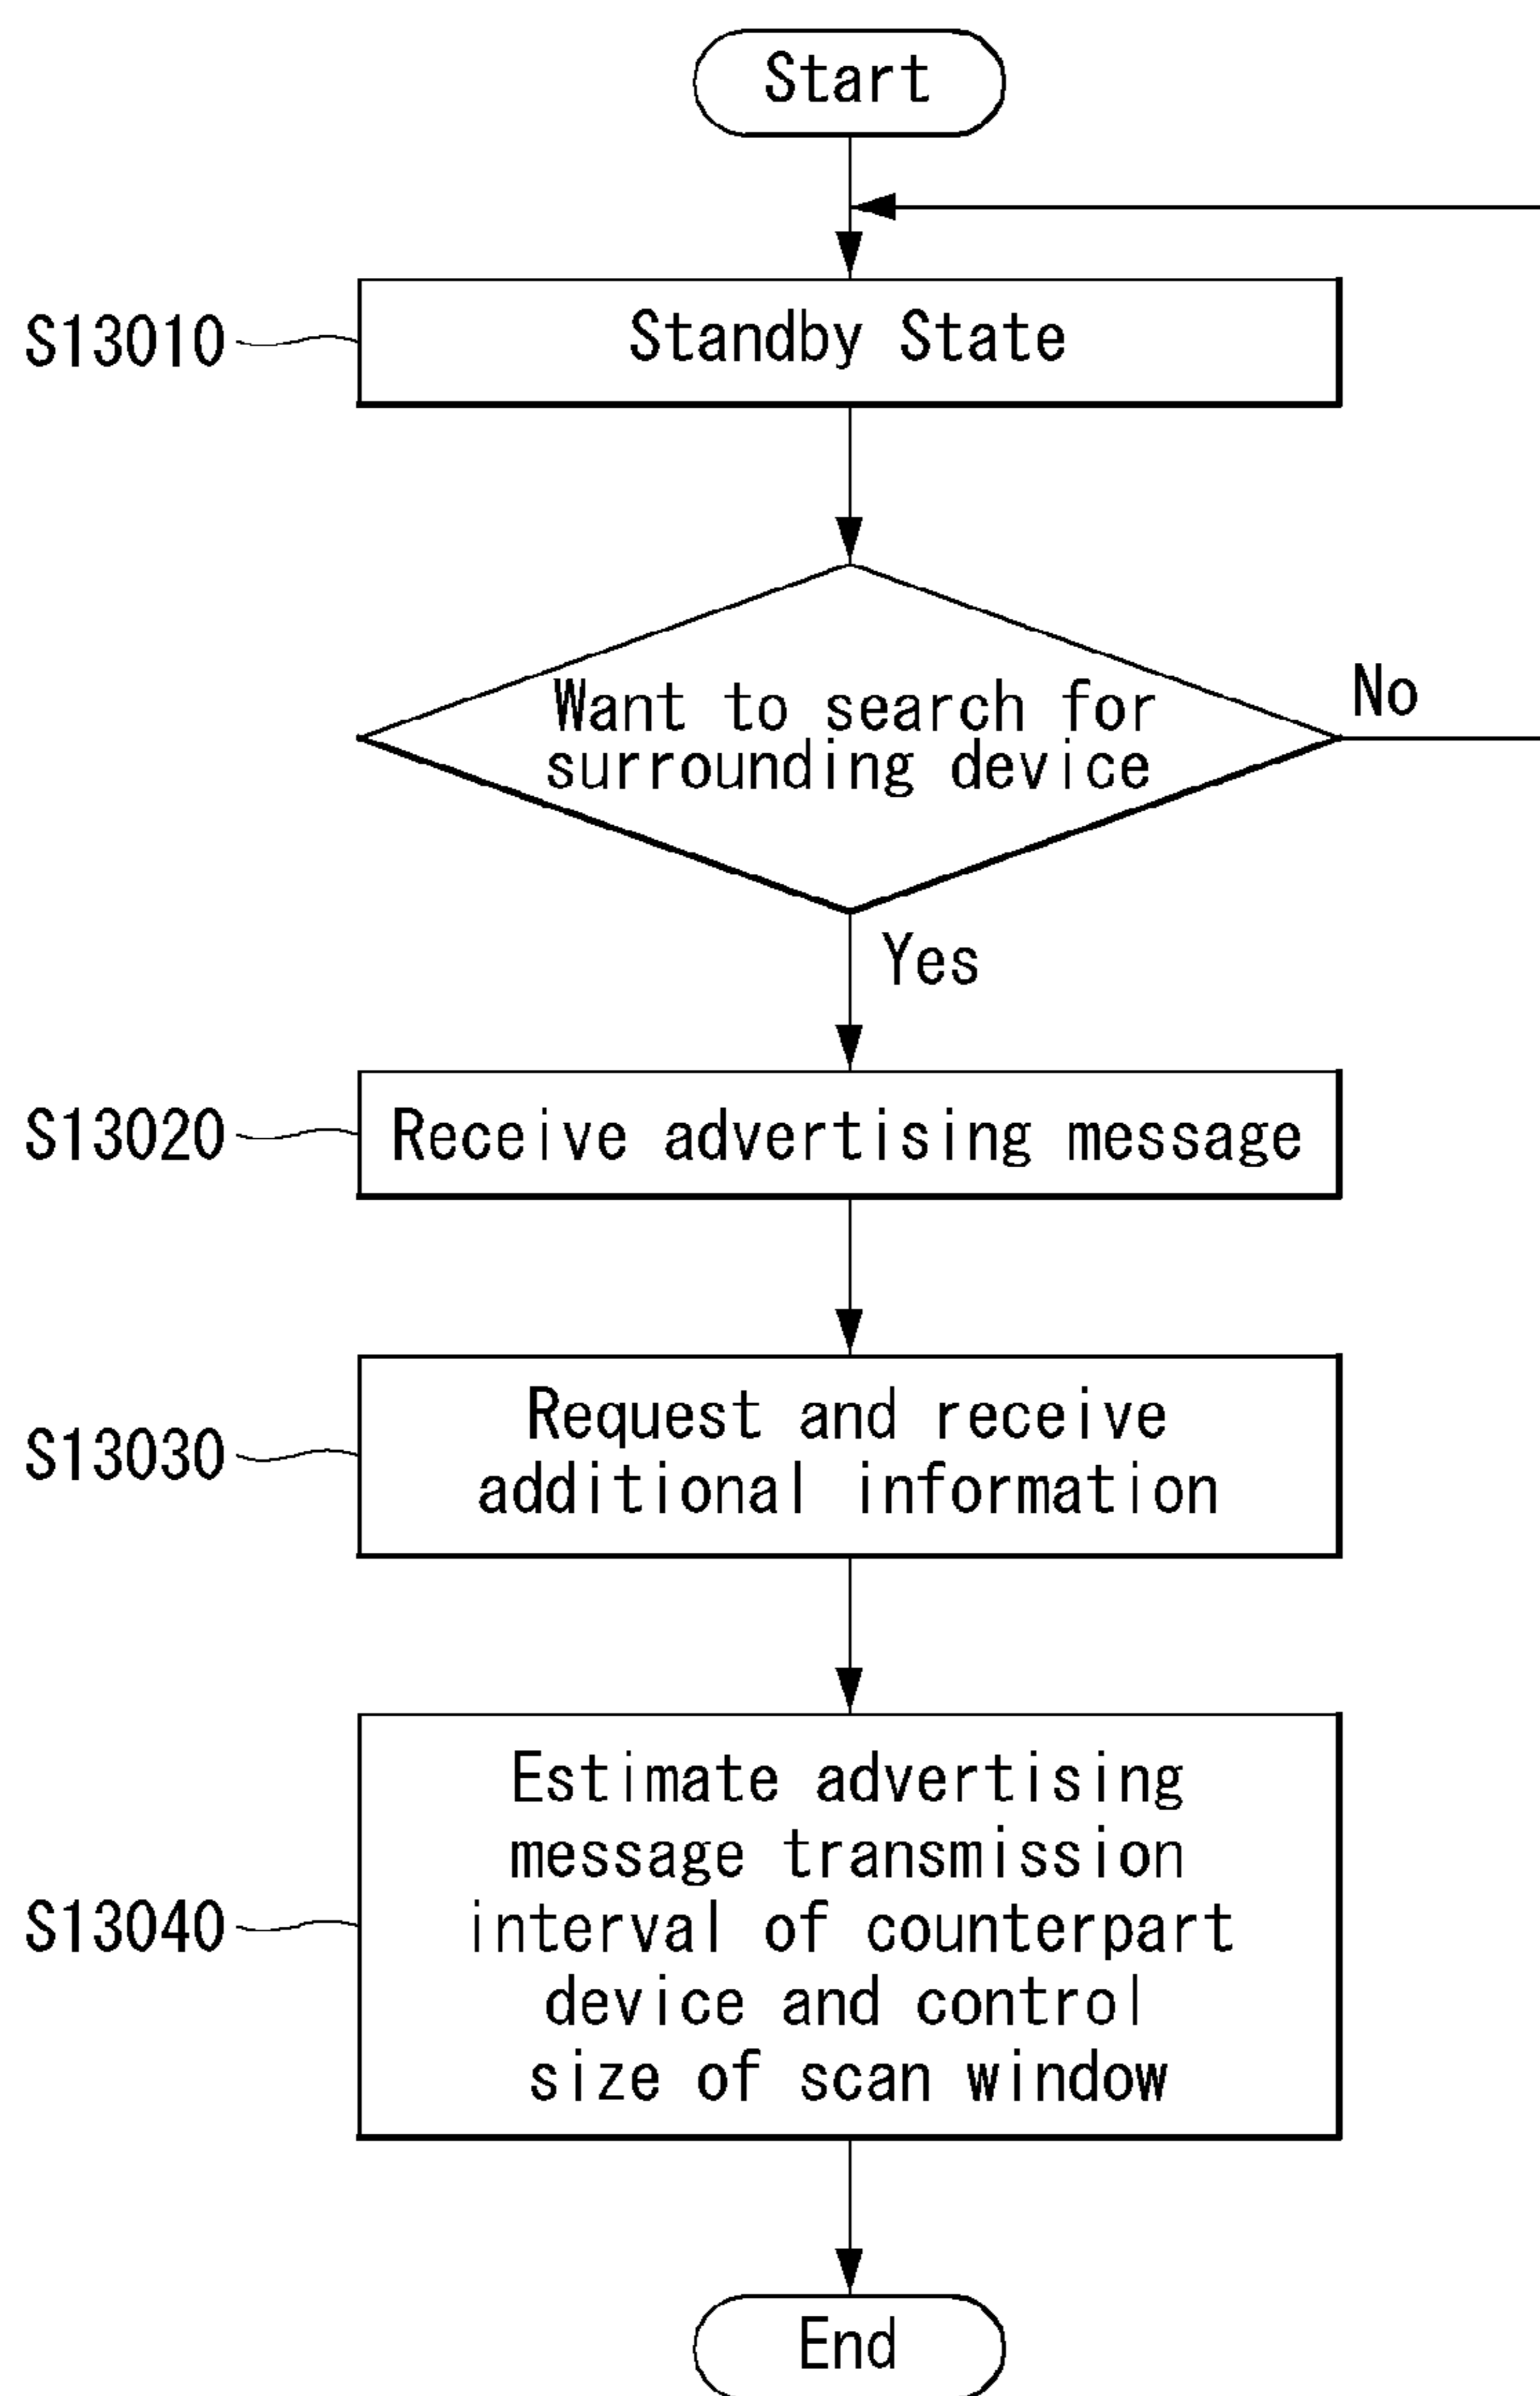 Start
S13010
Standby State
Want to search for
surrounding device
No
Yes
S13020
Receive advertising message
S13030
Request and receive
additional information
S13040
Estimate advertising
message transmission
interval of counterpart
device and control
size of scan window
End